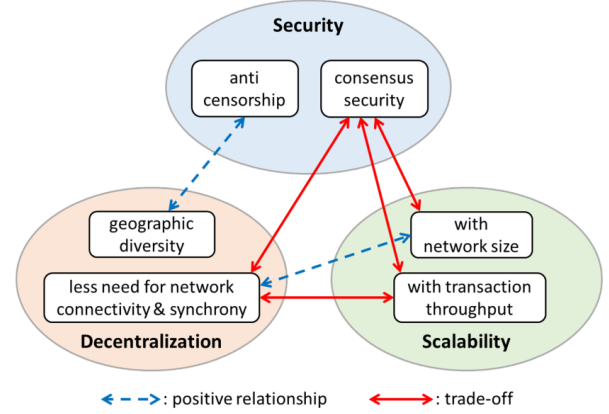 Security
anti
censorship
consensus
security
geographic
diversity
less need for network
connectivity & synchrony
Decentralization
with
network size
with transaction
throughput
Scalability
: positive relationship
: trade-off